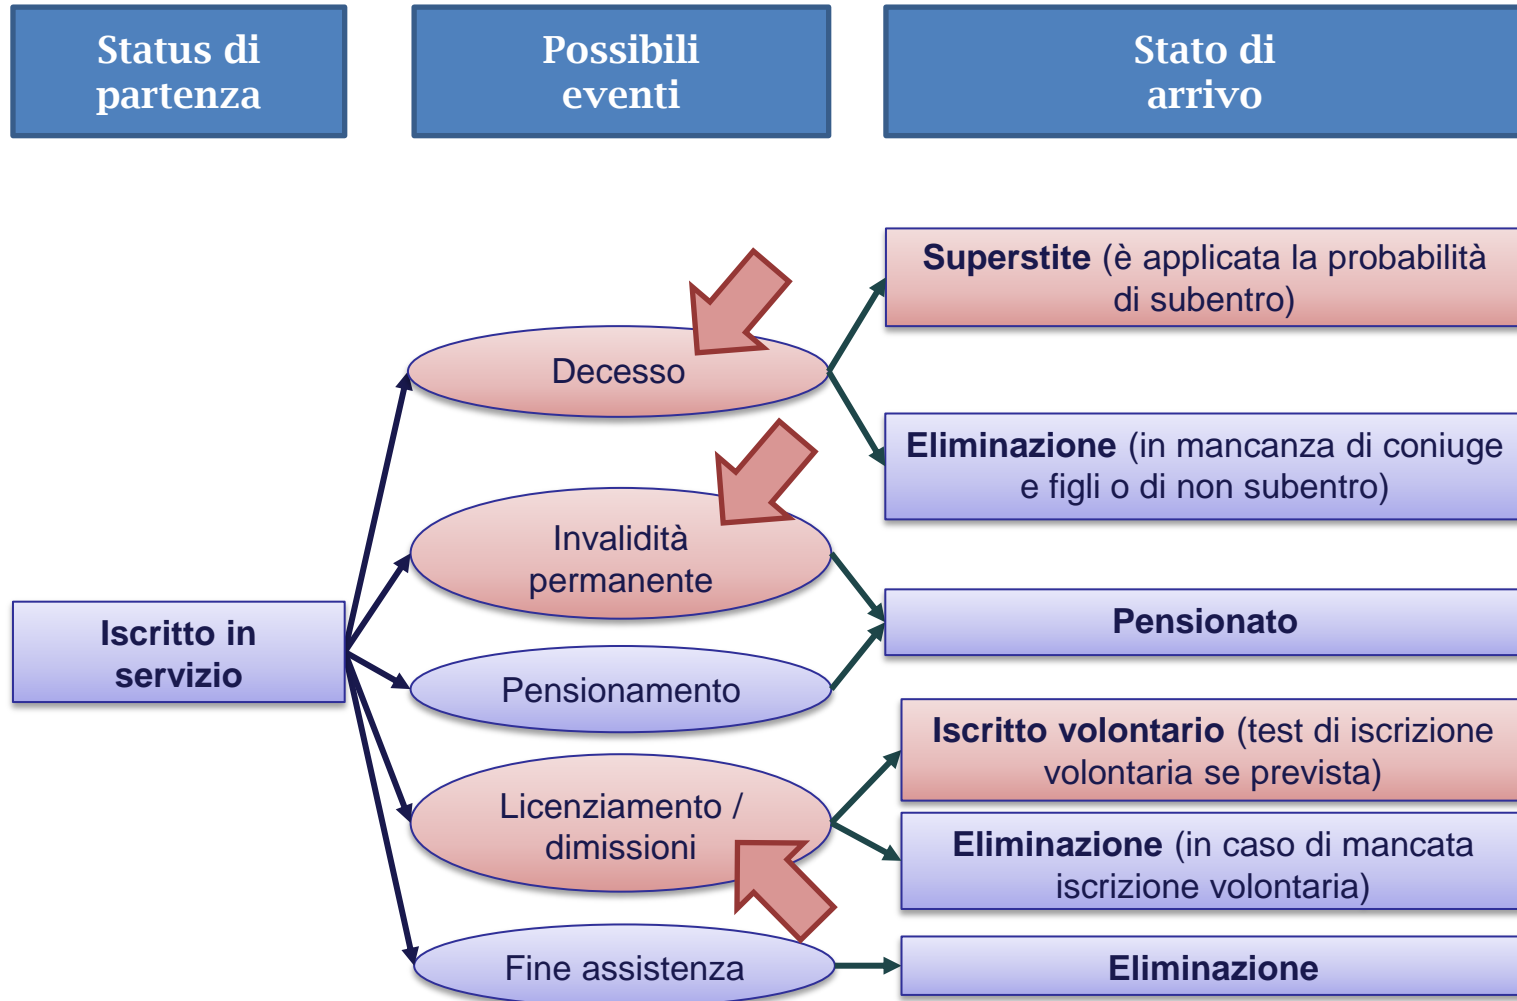 Status di
partenza
Possibili
eventi
Stato di
arrivo
Superstite (è applicata la probabilità
di subentro)
Decesso
Eliminazione (in mancanza di coniuge
e figli o di non subentro)
Invalidità
permanente
Iscritto in
servizio
Pensionato
Pensionamento
Iscritto volontario (test di iscrizione
volontaria se prevista)
Licenziamento /
dimissioni
Eliminazione (in caso di mancata
iscrizione volontaria)
Fine assistenza
Eliminazione